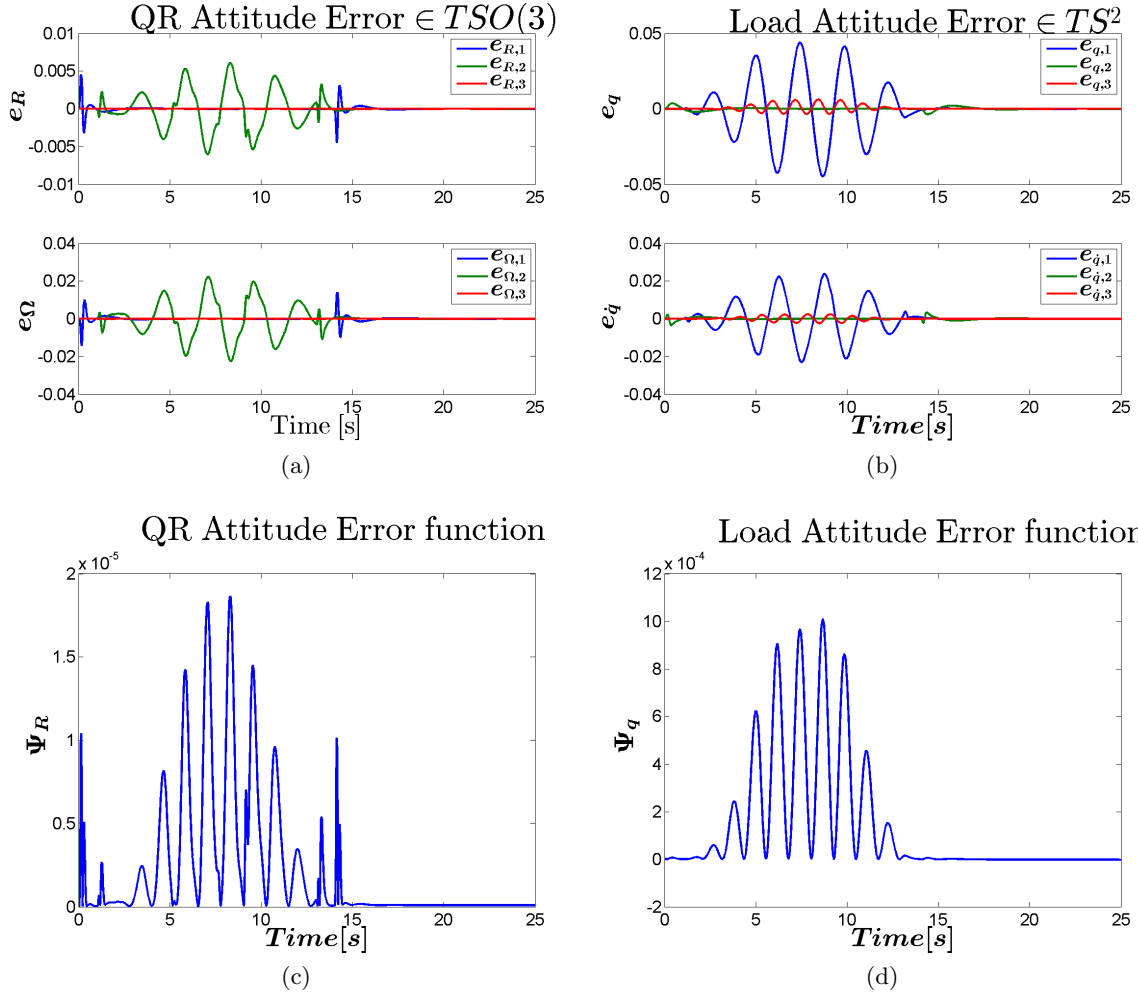 QR Attitude Error ∈ TSO(3)
0.01
0.005
0
-0.005
-0.01
e_R
e_{R,1}
e_{R,2}
e_{R,3}
0 5 10 15 20 25
0.04
0.02
0
-0.02
-0.04
e_Ω
e_{Ω,1}
e_{Ω,2}
e_{Ω,3}
0 5 10 15 20 25
Time [s]
(a)
Load Attitude Error ∈ TS²
0.05
0
-0.05
e_q
e_{q,1}
e_{q,2}
e_{q,3}
0 5 10 15 20 25
0.04
0.02
0
-0.02
-0.04
e_q̇
e_{q̇,1}
e_{q̇,2}
e_{q̇,3}
0 5 10 15 20 25
Time[s]
(b)
QR Attitude Error function
x 10⁻⁵
2
1.5
1
0.5
0
Ψ_R
0 5 10 15 20 25
Time[s]
(c)
Load Attitude Error function
x 10⁻⁴
12
10
8
6
4
2
0
-2
Ψ_q
0 5 10 15 20 25
Time[s]
(d)